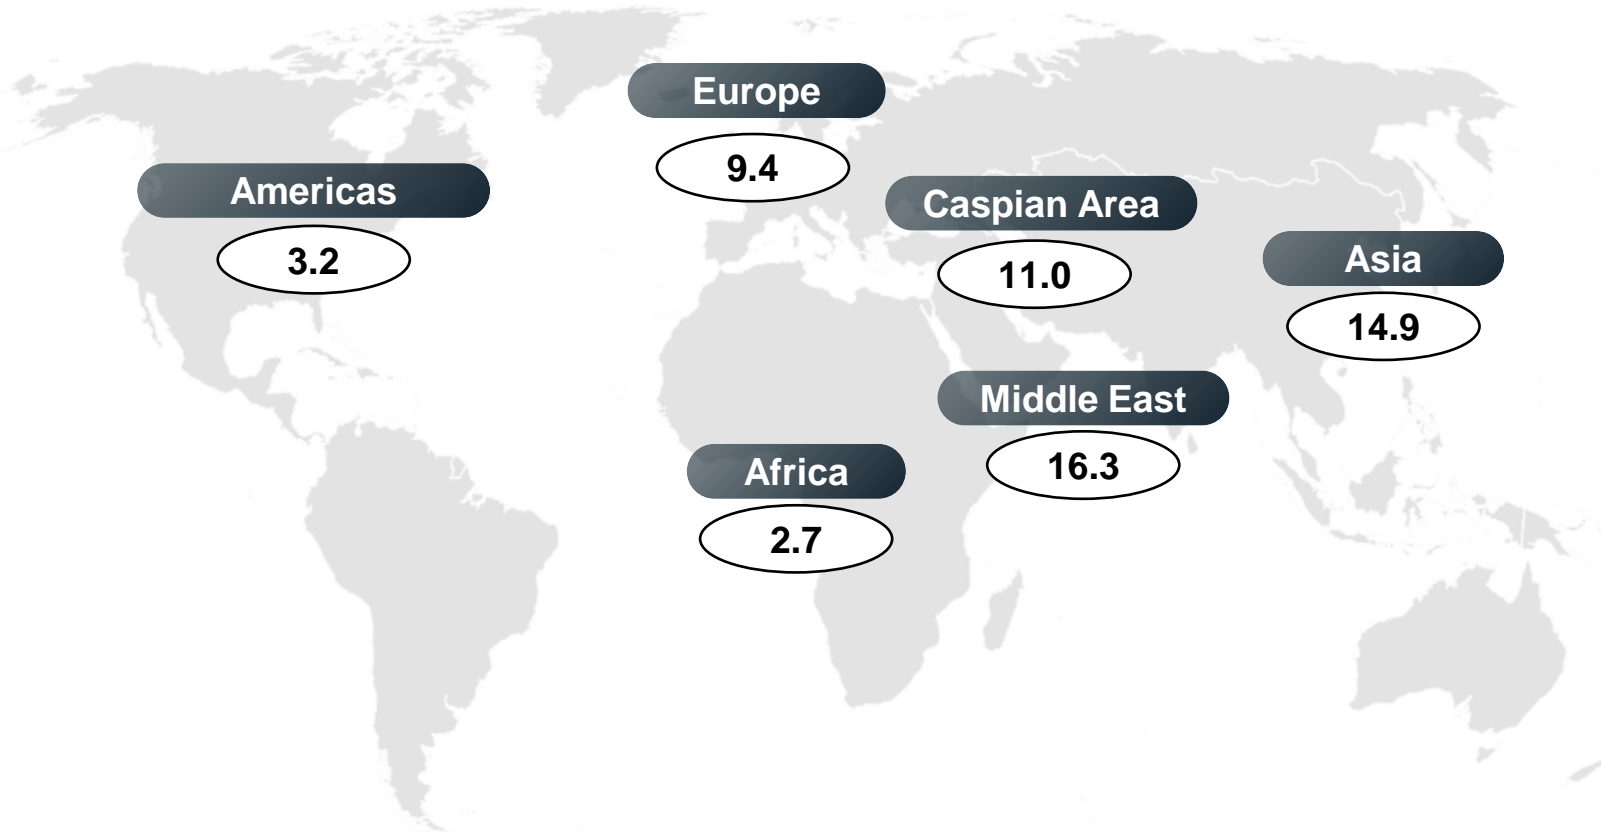 Europe
9.4
Americas
3.2
Caspian Area
11.0
Asia
14.9
Middle East
16.3
Africa
2.7